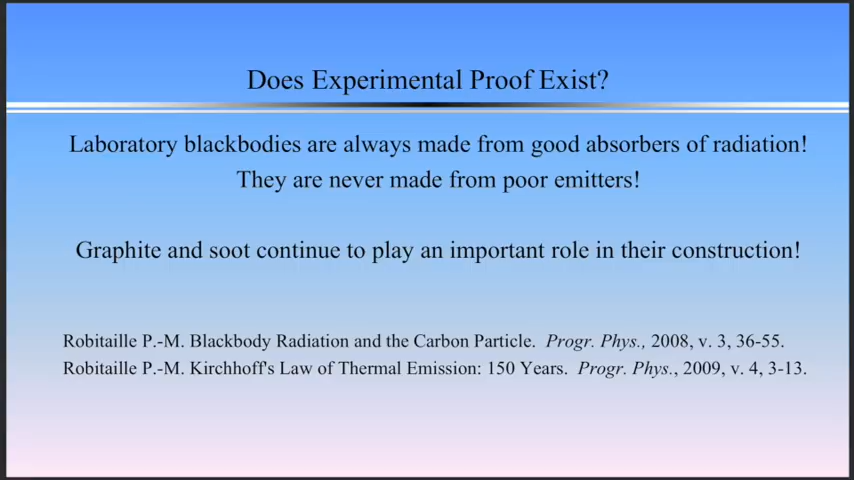 Does Experimental Proof Exist?
Laboratory blackbodies are always made from good absorbers of radiation!
They are never made from poor emitters!
Graphite and soot continue to play an important role in their construction!
Robitaille P.-M. Blackbody Radiation and the Carbon Particle. Progr. Phys., 2008, v. 3, 36-55.
Robitaille P.-M. Kirchhoff's Law of Thermal Emission: 150 Years. Progr. Phys., 2009, v. 4, 3-13.